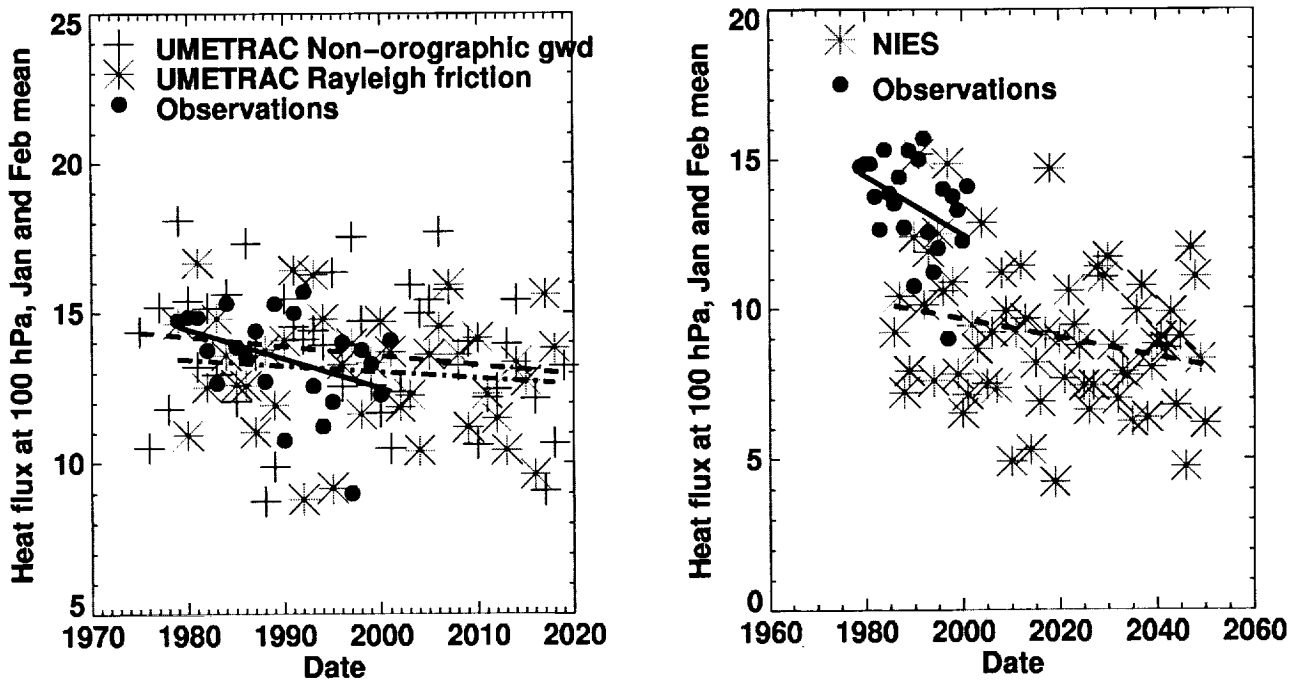 25
20
15
10
5
1970 1980 1990 2000 2010 2020
Date
Heat flux at 100 hPa, Jan and Feb mean
UMETRAC Non-orographic gwd
UMETRAC Rayleigh friction
Observations
20
15
10
5
0
1960 1980 2000 2020 2040 2060
Date
Heat flux at 100 hPa, Jan and Feb mean
NIES
Observations